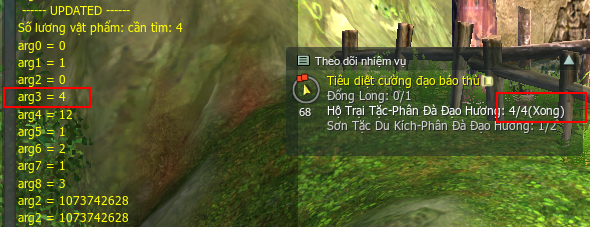 ------ UPDATED ------
Số lương vật phẩm: cần tìm: 4
arg0 = 0
arg1 = 1
arg2 = 0
arg3 = 4
arg4 = 12
arg5 = 1
arg6 = 2
arg7 = 1
arg8 = 3
arg2 = 1073742628
arg2 = 1073742628
Theo dõi nhiệm vụ
Tiêu diệt cường đạo báo thù
Đồng Long: 0/1
68
Hộ Trại Tặc-Phân Đà Đạo Hương: 4/4(Xong)
Sơn Tặc Du Kích-Phân Đà Đạo Hương: 1/2